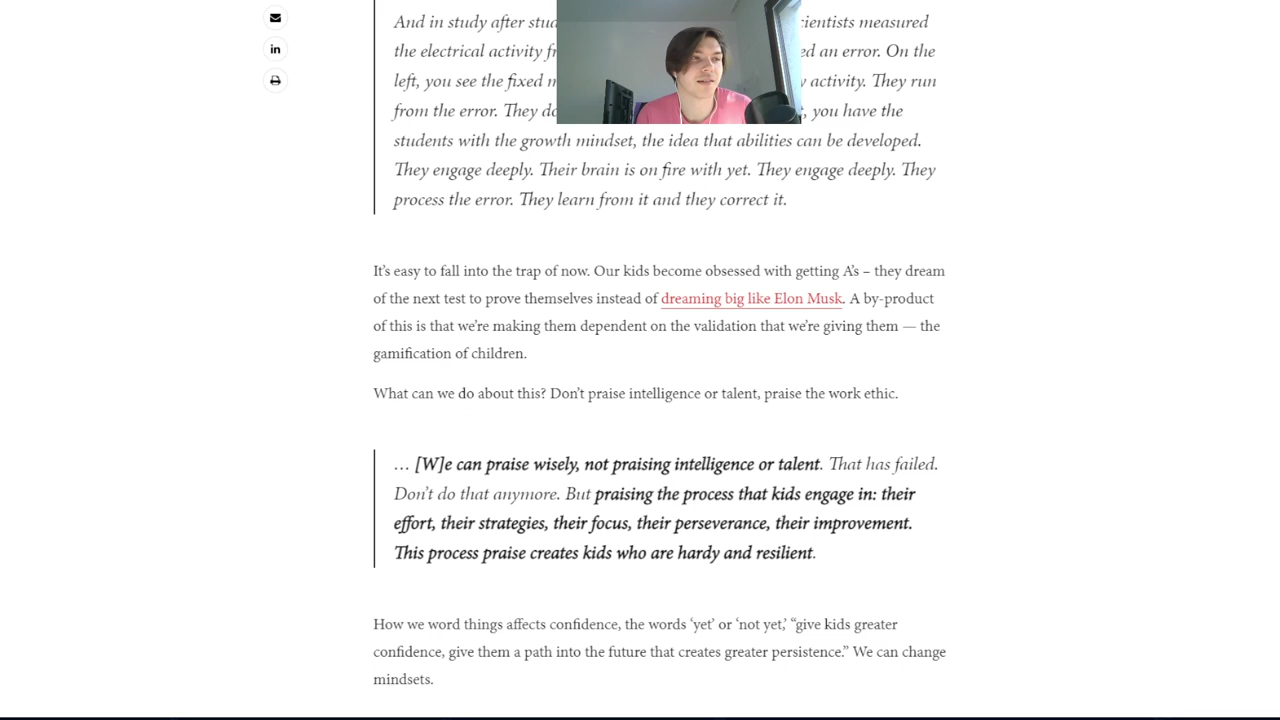 And in study after
cientists measured
the electrical activity
ed an error. On the
left, you see the fixed
activity. They run
from the error. They
, you have the
students with the growth mindset, the idea that abilities can be developed.
They engage deeply. Their brain is on fire with yet. They engage deeply. They
process the error. They learn from it and they correct it.
It’s easy to fall into the trap of now. Our kids become obsessed with getting A’s – they dream
of the next test to prove themselves instead of dreaming big like Elon Musk. A by-product
of this is that we’re making them dependent on the validation that we’re giving them — the
gamification of children.
What can we do about this? Don’t praise intelligence or talent, praise the work ethic.
… [W]e can praise wisely, not praising intelligence or talent. That has failed.
Don’t do that anymore. But praising the process that kids engage in: their
effort, their strategies, their focus, their perseverance, their improvement.
This process praise creates kids who are hardy and resilient.
How we word things affects confidence, the words ‘yet’ or ‘not yet,’ “give kids greater
confidence, give them a path into the future that creates greater persistence.” We can change
mindsets.